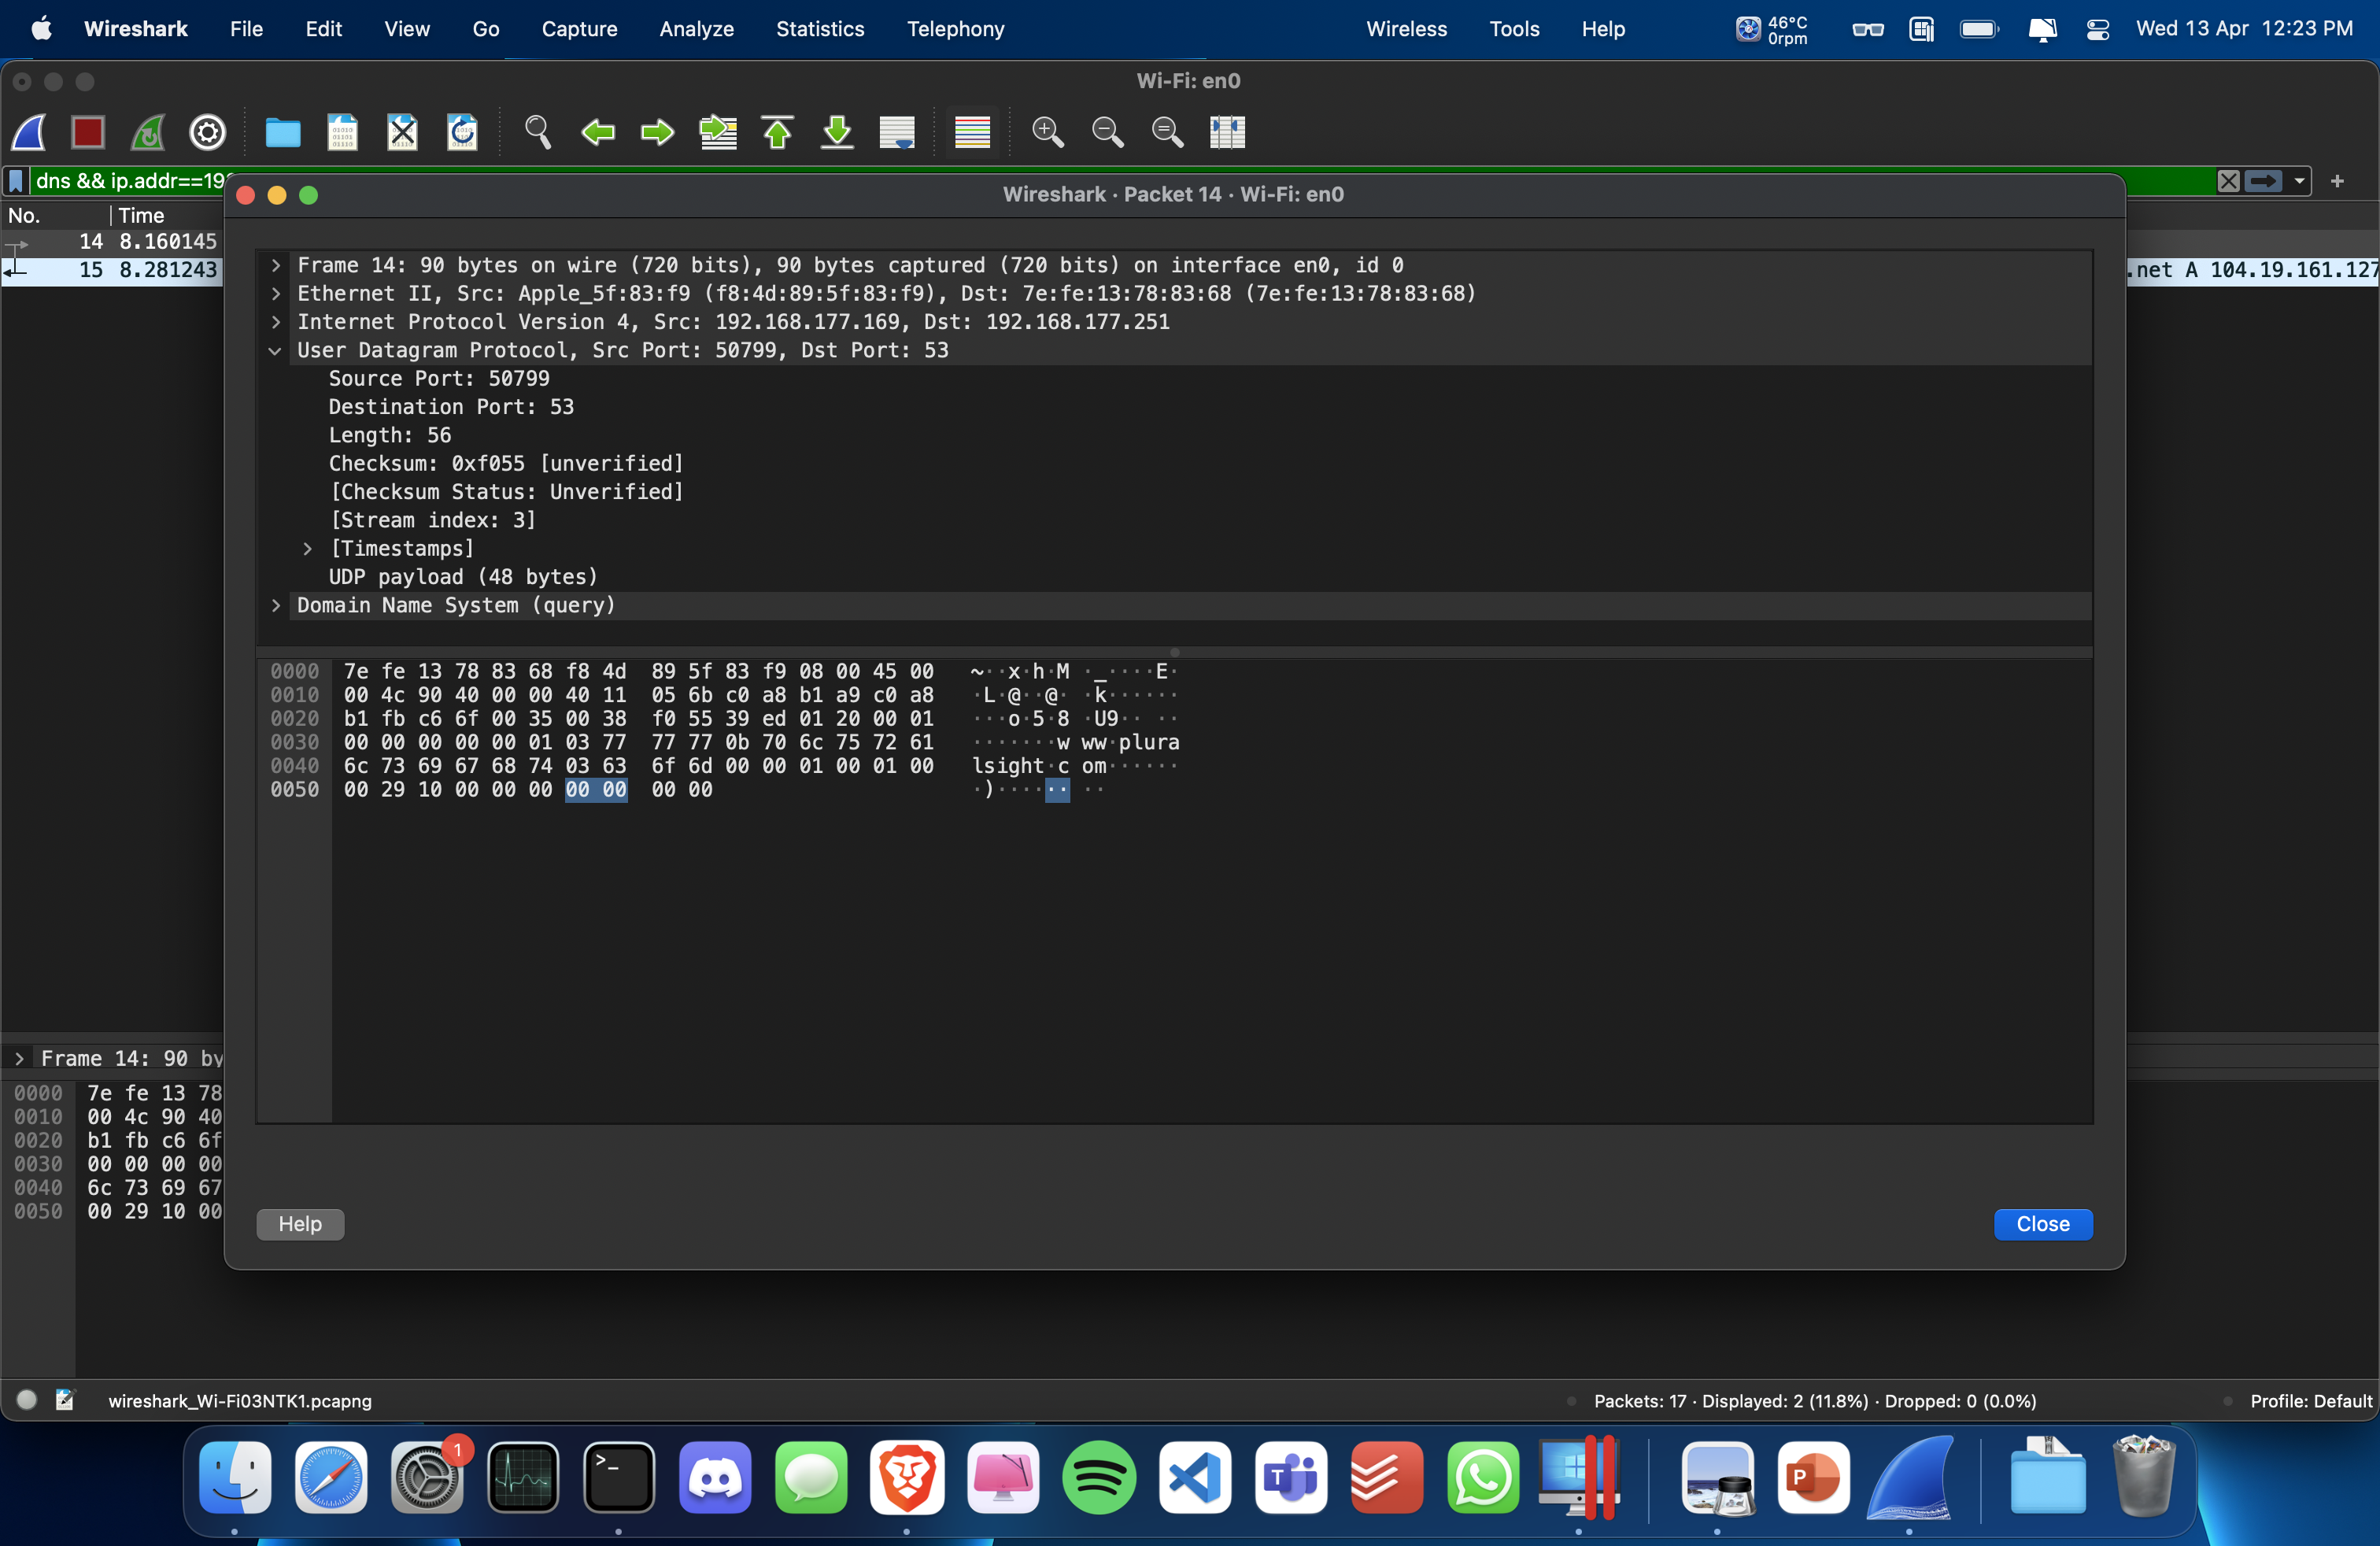 Wireshark File Edit View Go Capture Analyze Statistics Telephony Wireless Tools Help 46°C 0rpm Wed 13 Apr 12:23 PM
Wi-Fi: en0
dns && ip.addr==19
Wireshark · Packet 14 · Wi-Fi: en0
No. Time
14 8.160145
15 8.281243
.net A 104.19.161.127
Frame 14: 90 bytes on wire (720 bits), 90 bytes captured (720 bits) on interface en0, id 0
Ethernet II, Src: Apple_5f:83:f9 (f8:4d:89:5f:83:f9), Dst: 7e:fe:13:78:83:68 (7e:fe:13:78:83:68)
Internet Protocol Version 4, Src: 192.168.177.169, Dst: 192.168.177.251
User Datagram Protocol, Src Port: 50799, Dst Port: 53
Source Port: 50799
Destination Port: 53
Length: 56
Checksum: 0xf055 [unverified]
[Checksum Status: Unverified]
[Stream index: 3]
[Timestamps]
UDP payload (48 bytes)
Domain Name System (query)
0000 7e fe 13 78 83 68 f8 4d 89 5f 83 f9 08 00 45 00 ~··x·h·M ·_····E·
0010 00 4c 90 40 00 00 40 11 05 6b c0 a8 b1 a9 c0 a8 ·L·@··@· ·k······
0020 b1 fb c6 6f 00 35 00 38 f0 55 39 ed 01 20 00 01 ···o·5·8 ·U9·· ··
0030 00 00 00 00 00 01 03 77 77 77 0b 70 6c 75 72 61 ·······w ww·plura
0040 6c 73 69 67 68 74 03 63 6f 6d 00 00 01 00 01 00 lsight·c om······
0050 00 29 10 00 00 00 00 00 00 00 ·)······ ··
Frame 14: 90 by
0000 7e fe 13 78
0010 00 4c 90 40
0020 b1 fb c6 6f
0030 00 00 00 00
0040 6c 73 69 67
0050 00 29 10 00
Help Close
wireshark_Wi-Fi03NTK1.pcapng Packets: 17 · Displayed: 2 (11.8%) · Dropped: 0 (0.0%) Profile: Default
1